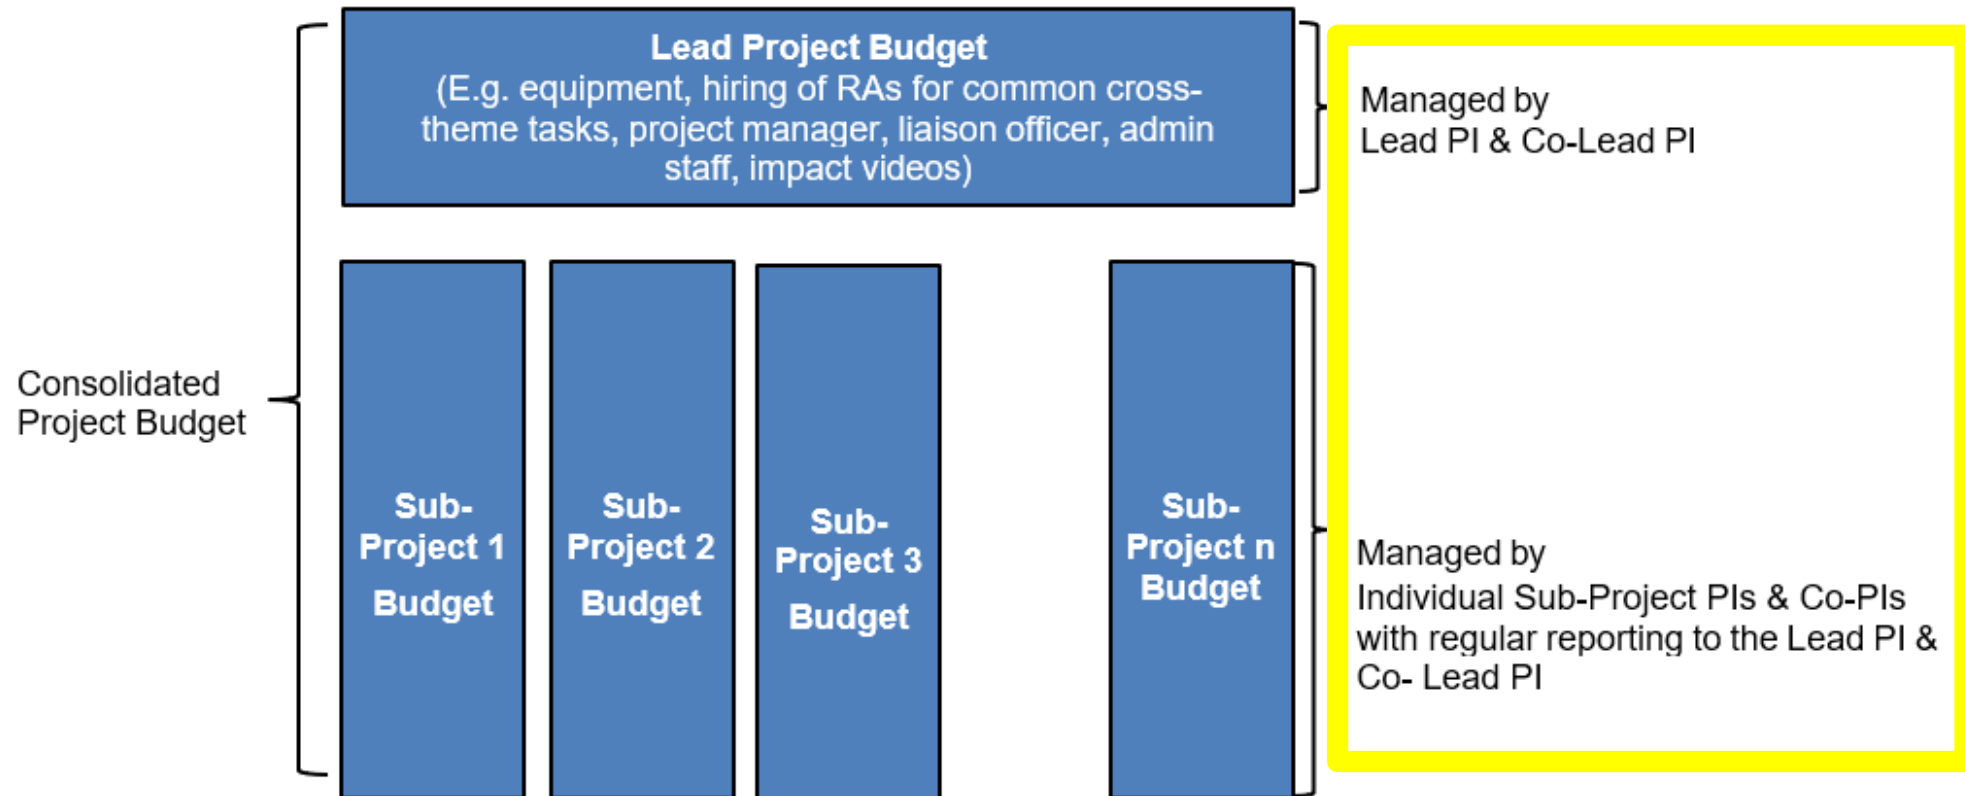 Lead Project Budget
(E.g. equipment, hiring of RAs for common cross-
theme tasks, project manager, liaison officer, admin
staff, impact videos)
Managed by
Lead PI & Co-Lead PI
Consolidated
Project Budget
Sub-
Project 1
Budget
Sub-
Project 2
Budget
Sub-
Project 3
Budget
Sub-
Project n
Budget
Managed by
Individual Sub-Project PIs & Co-PIs
with regular reporting to the Lead PI &
Co- Lead PI